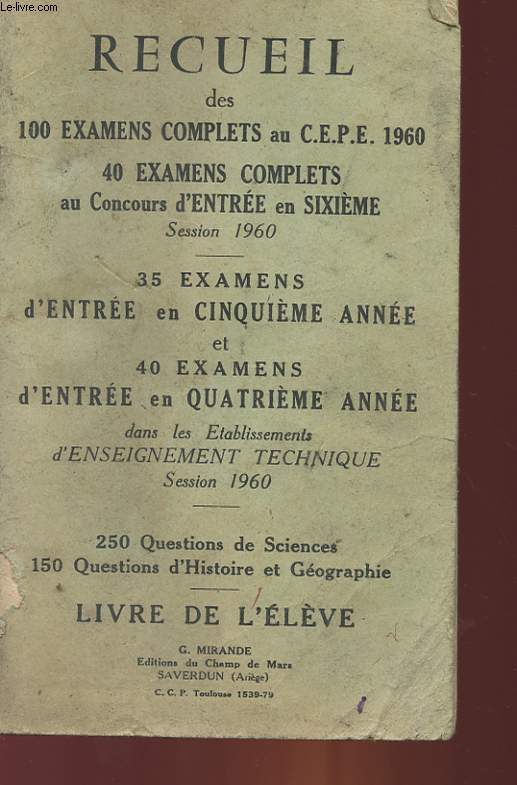 Le-livre.com
RECUEIL
des
100 EXAMENS COMPLETS au C.E.P.E. 1960
40 EXAMENS COMPLETS
au Concours d'ENTRÉE en SIXIÈME
Session 1960
35 EXAMENS
d'ENTRÉE en CINQUIÈME ANNÉE
et
40 EXAMENS
d'ENTRÉE en QUATRIÈME ANNÉE
dans les Etablissements
d'ENSEIGNEMENT TECHNIQUE
Session 1960
250 Questions de Sciences
150 Questions d'Histoire et Géographie
LIVRE DE L'ÉLÈVE
G. MIRANDE
Editions du Champ de Mars
SAVERDUN (Ariège)
C. C. P. Toulouse 1539-79